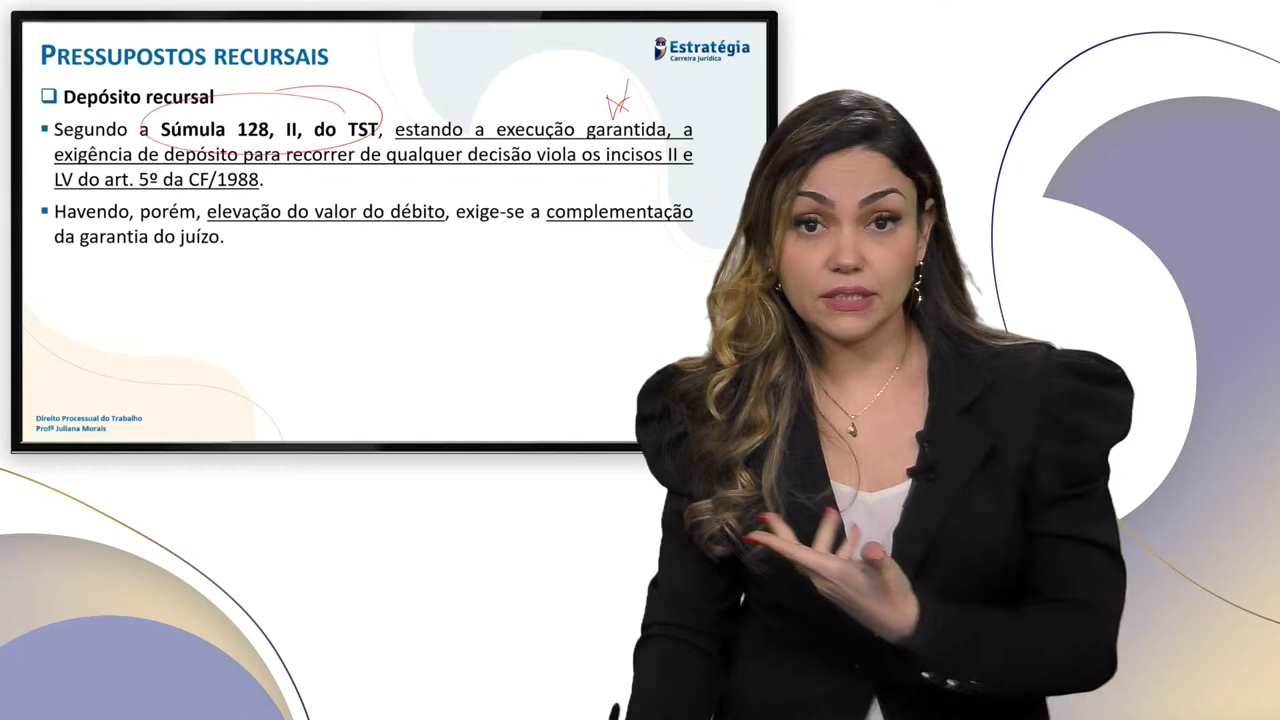 PRESSUPOSTOS RECURSAIS
Estratégia
Carreira Jurídica
Depósito recursal
Segundo a Súmula 128, II, do TST, estando a execução garantida, a
exigência de depósito para recorrer de qualquer decisão viola os incisos II e
LV do art. 5º da CF/1988.
Havendo, porém, elevação do valor do débito, exige-se a complementação
da garantia do juízo.
Direito Processual do Trabalho
Profª Juliana Morais